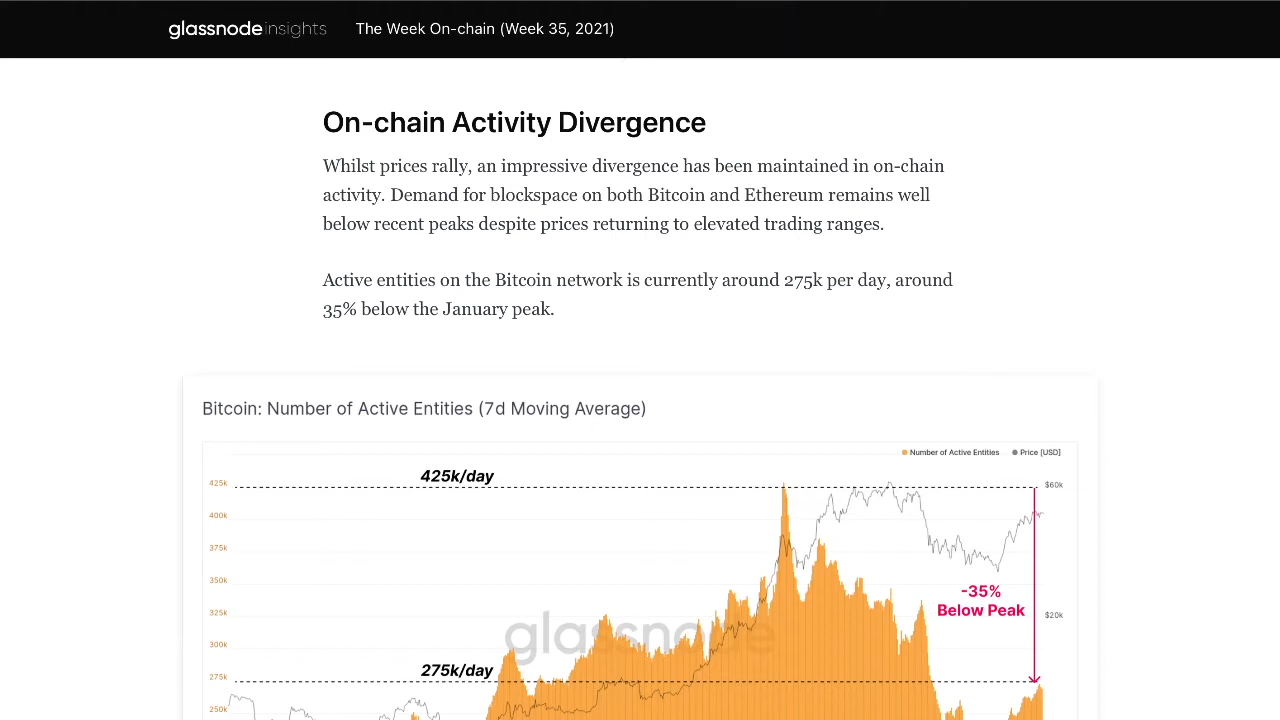 glassnode insights
The Week On-chain (Week 35, 2021)
On-chain Activity Divergence
Whilst prices rally, an impressive divergence has been maintained in on-chain
activity. Demand for blockspace on both Bitcoin and Ethereum remains well
below recent peaks despite prices returning to elevated trading ranges.
Active entities on the Bitcoin network is currently around 275k per day, around
35% below the January peak.
Bitcoin: Number of Active Entities (7d Moving Average)
Number of Active Entities
Price [USD]
425k/day
425k
$60k
400k
375k
350k
-35%
Below Peak
325k
$20k
glassnode
300k
275k/day
275k
250k